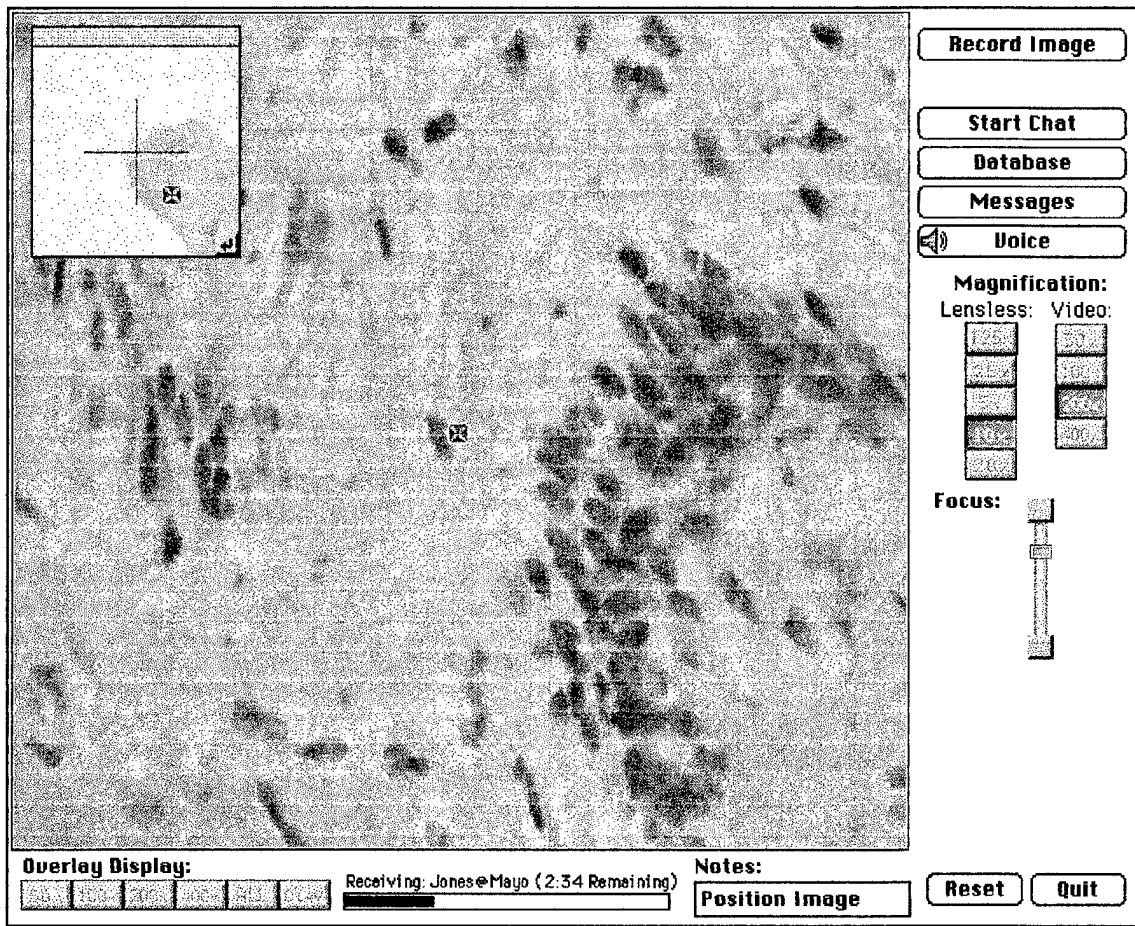 Record Image
Start Chat
Database
Messages
Voice
Magnification:
Lensless: Video:
Focus:
Overlay Display:
Receiving: Jones@Mayo (2:34 Remaining)
Notes:
Position Image
Reset
Quit